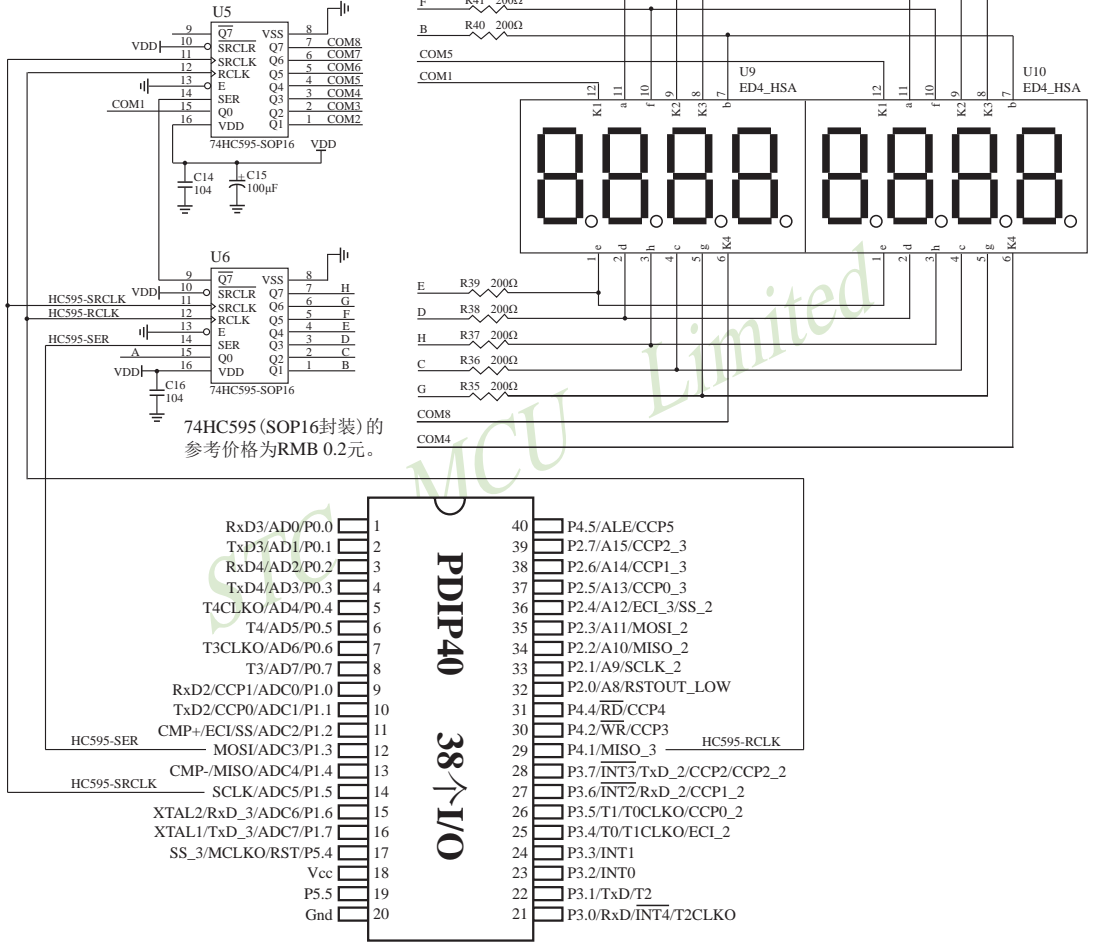 F R41 200Ω
B R40 200Ω
COM5
COM1
U5
9 Q7 VSS 8
VDD 10 SRCLR Q7 7 COM8
11 SRCLK Q6 6 COM7
12 RCLK Q5 5 COM6
13 E Q4 4 COM5
14 SER Q3 3 COM4
COM1 15 Q0 Q2 2 COM3
16 VDD Q1 1 COM2
74HC595-SOP16 VDD
C14
104
+ C15
100μF
U9
ED4_HSA
12 11 10 9 8 7
K1 a f K2 K3 b
e d h c g K4
1 2 3 4 5 6
U10
ED4_HSA
12 11 10 9 8 7
K1 a f K2 K3 b
e d h c g K4
1 2 3 4 5 6
U6
9 Q7 VSS 8
VDD 10 SRCLR Q7 7 H
HC595-SRCLK 11 SRCLK Q6 6 G
HC595-RCLK 12 RCLK Q5 5 F
13 E Q4 4 E
HC595-SER 14 SER Q3 3 D
A 15 Q0 Q2 2 C
VDD 16 VDD Q1 1 B
74HC595-SOP16
C16
104
E R39 200Ω
D R38 200Ω
H R37 200Ω
C R36 200Ω
G R35 200Ω
COM8
COM4
74HC595(SOP16封装)的
参考价格为RMB 0.2元。
STC MCU Limited
PDIP40 38个I/O
RxD3/AD0/P0.0 1
TxD3/AD1/P0.1 2
RxD4/AD2/P0.2 3
TxD4/AD3/P0.3 4
T4CLKO/AD4/P0.4 5
T4/AD5/P0.5 6
T3CLKO/AD6/P0.6 7
T3/AD7/P0.7 8
RxD2/CCP1/ADC0/P1.0 9
TxD2/CCP0/ADC1/P1.1 10
CMP+/ECI/SS/ADC2/P1.2 11
HC595-SER MOSI/ADC3/P1.3 12
CMP-/MISO/ADC4/P1.4 13
HC595-SRCLK SCLK/ADC5/P1.5 14
XTAL2/RxD_3/ADC6/P1.6 15
XTAL1/TxD_3/ADC7/P1.7 16
SS_3/MCLKO/RST/P5.4 17
Vcc 18
P5.5 19
Gnd 20
40 P4.5/ALE/CCP5
39 P2.7/A15/CCP2_3
38 P2.6/A14/CCP1_3
37 P2.5/A13/CCP0_3
36 P2.4/A12/ECI_3/SS_2
35 P2.3/A11/MOSI_2
34 P2.2/A10/MISO_2
33 P2.1/A9/SCLK_2
32 P2.0/A8/RSTOUT_LOW
31 P4.4/RD/CCP4
30 P4.2/WR/CCP3
29 P4.1/MISO_3 HC595-RCLK
28 P3.7/INT3/TxD_2/CCP2/CCP2_2
27 P3.6/INT2/RxD_2/CCP1_2
26 P3.5/T1/T0CLKO/CCP0_2
25 P3.4/T0/T1CLKO/ECI_2
24 P3.3/INT1
23 P3.2/INT0
22 P3.1/TxD/T2
21 P3.0/RxD/INT4/T2CLKO